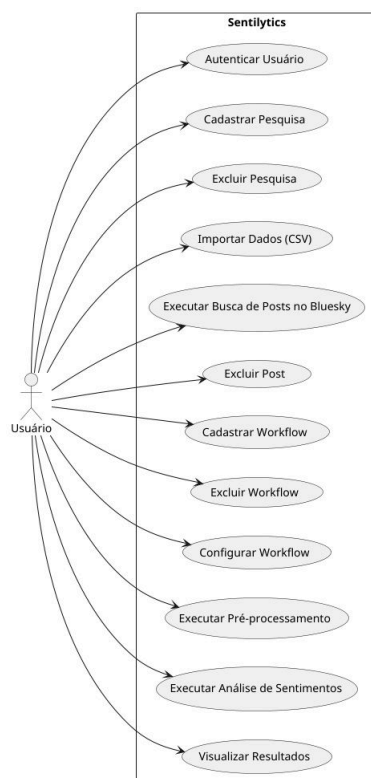 Sentilytics
Autenticar Usuário
Cadastrar Pesquisa
Excluir Pesquisa
Importar Dados (CSV)
Executar Busca de Posts no Bluesky
Excluir Post
Usuário
Cadastrar Workflow
Excluir Workflow
Configurar Workflow
Executar Pré-processamento
Executar Análise de Sentimentos
Visualizar Resultados